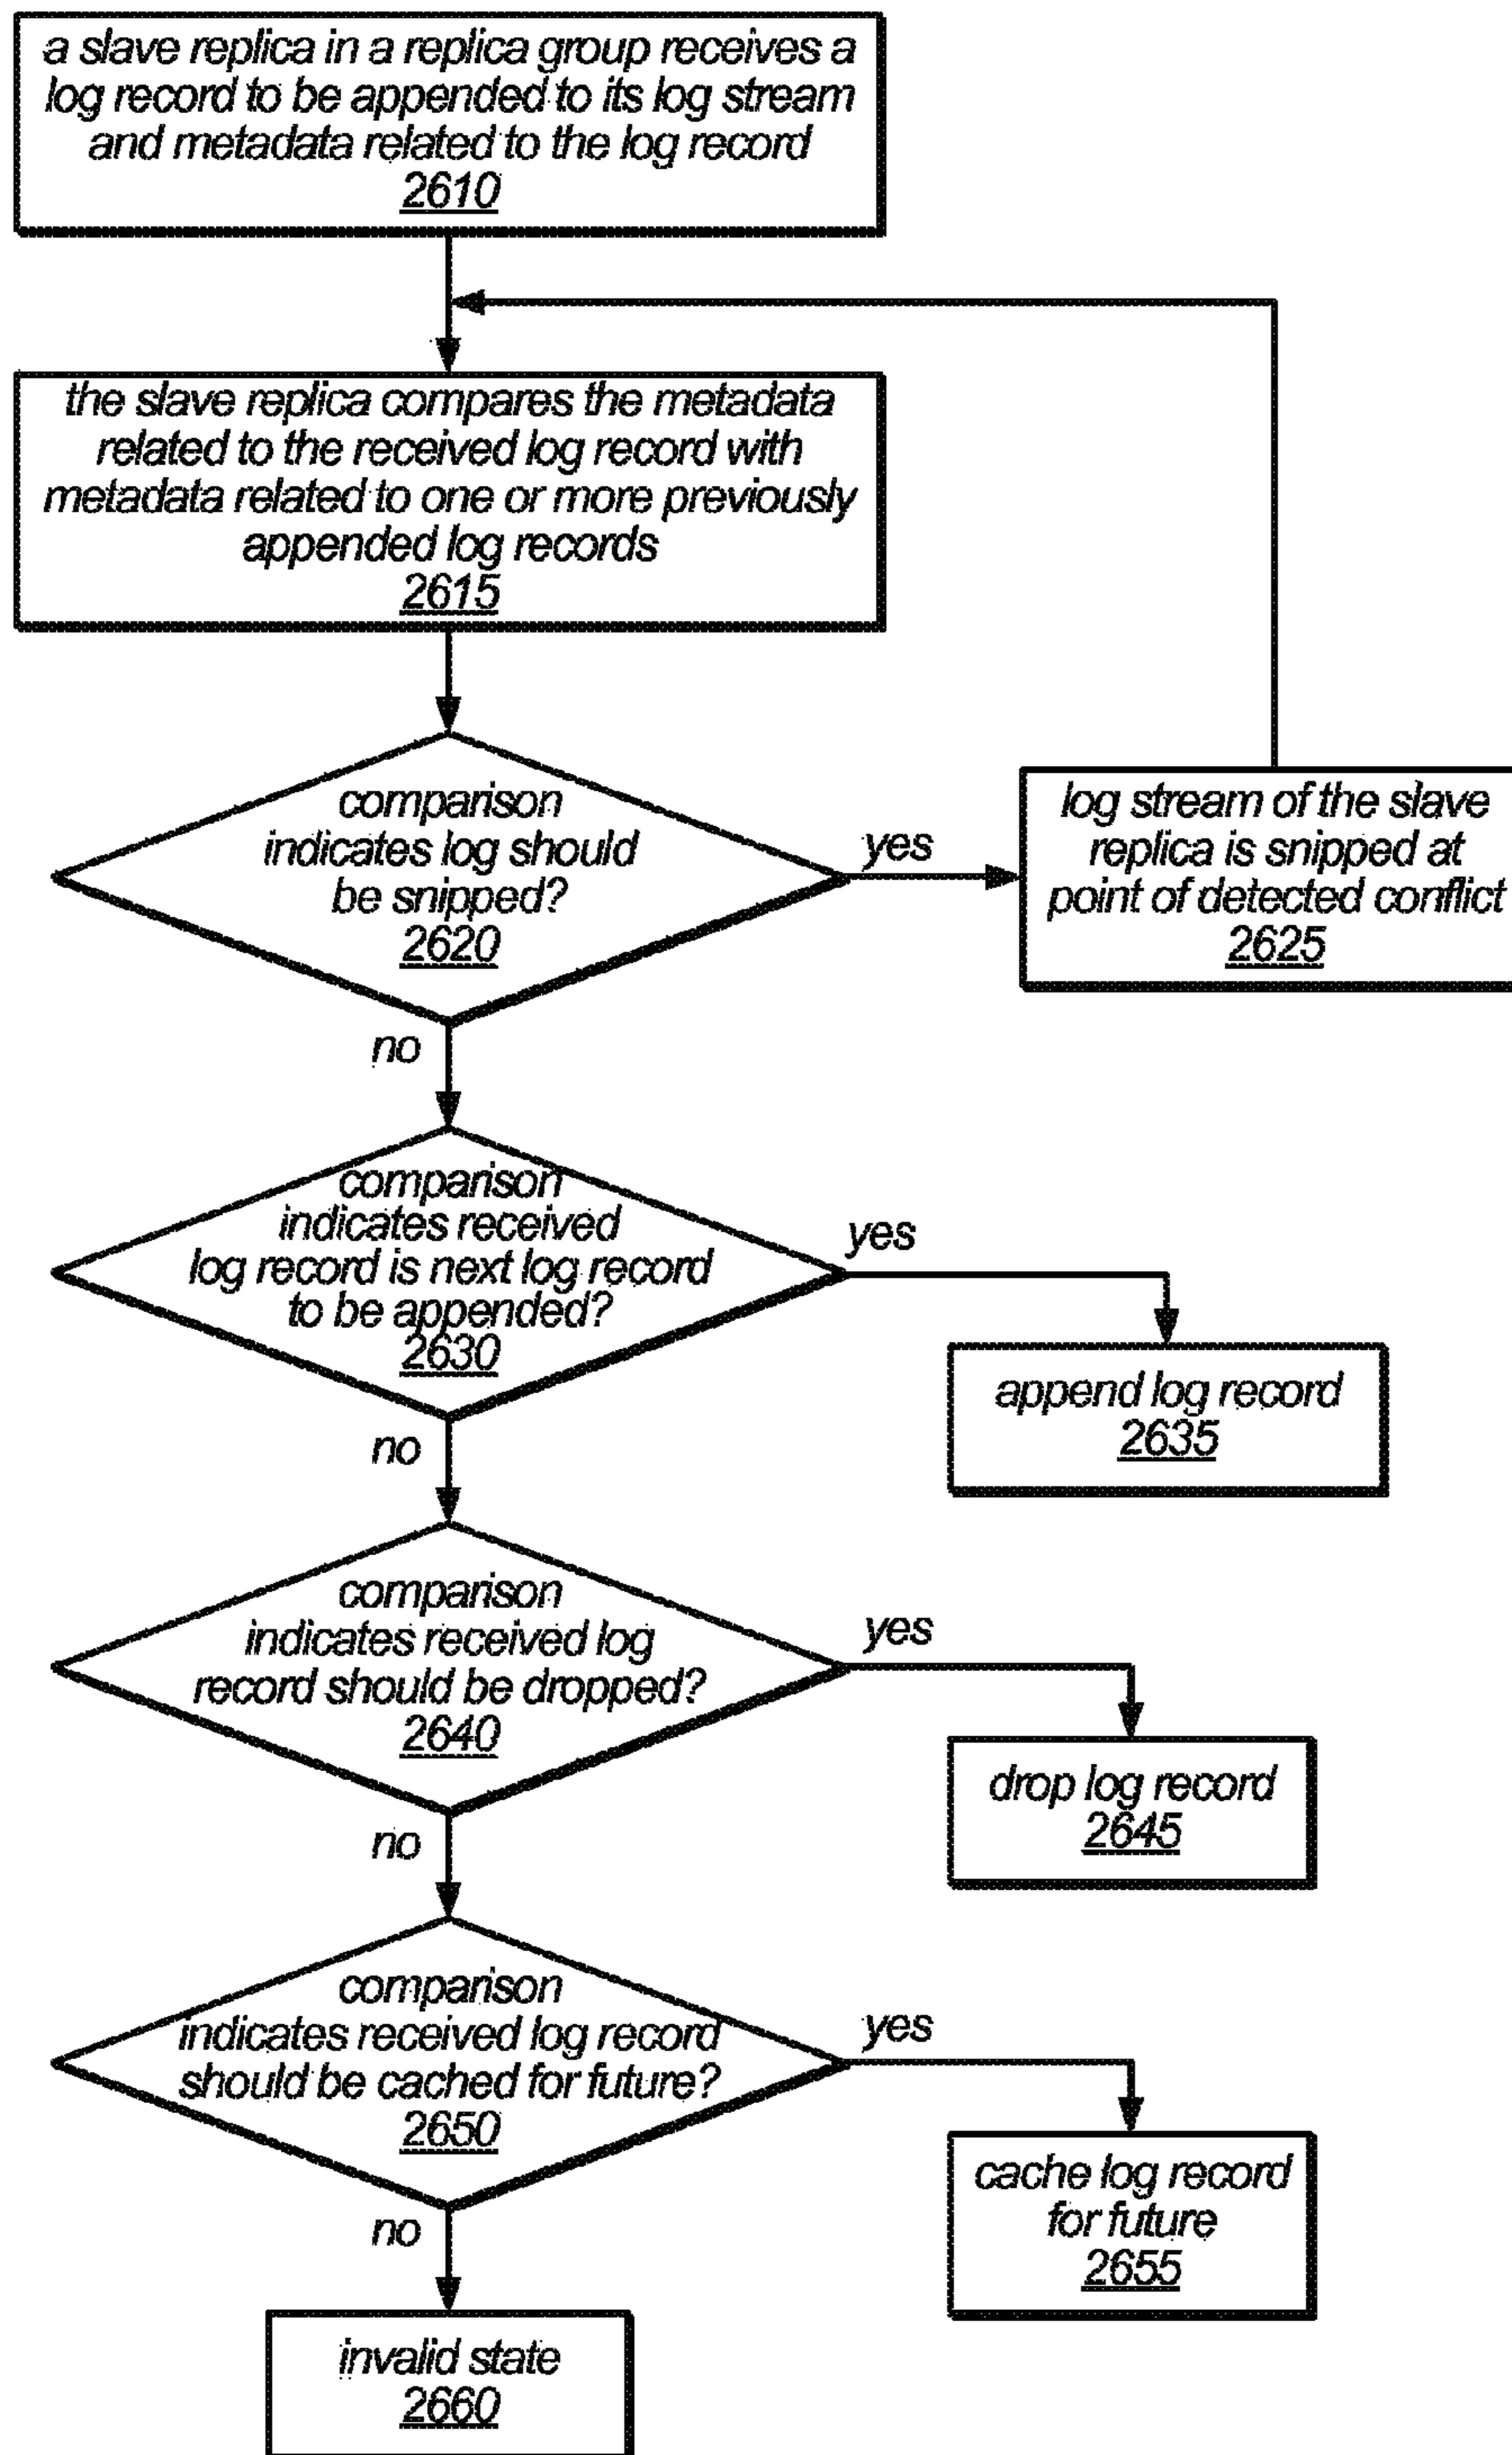 a slave replica in a replica group receives a
log record to be appended to its log stream
and metadata related to the log record
2610
the slave replica compares the metadata
related to the received log record with
metadata related to one or more previously
appended log records
2615
comparison
indicates log should
be snipped?
2620
yes
log stream of the slave
replica is snipped at
point of detected conflict
2625
no
comparison
indicates received
log record is next log record
to be appended?
2630
yes
append log record
2635
no
comparison
indicates received log
record should be dropped?
2640
yes
drop log record
2645
no
comparison
indicates received log record
should be cached for future?
2650
yes
cache log record
for future
2655
no
invalid state
2660